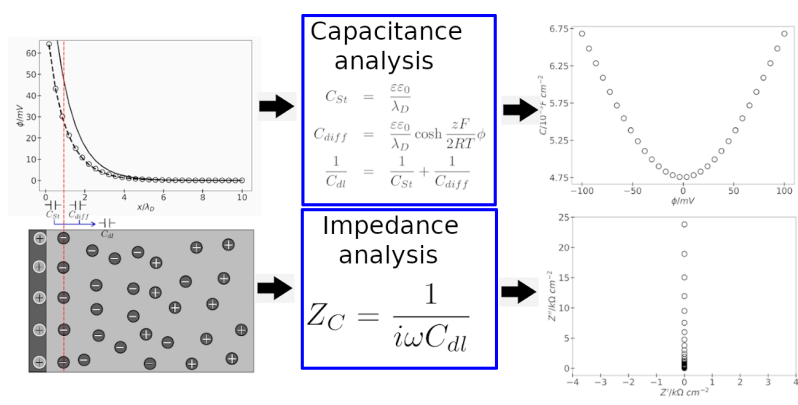 60
50
40
30
20
10
0
ϕ/mV
0 2 4 6 8 10
x/λ_D
C_St C_diff
C_dl
Capacitance
analysis
C_St = εε_0/λ_D
C_diff = εε_0/λ_D cosh zF/2RT ϕ
1/C_dl = 1/C_St + 1/C_diff
6.75
6.25
5.75
5.25
4.75
F cm⁻²
−100 −50 0 50 100
ϕ/mV
Impedance
analysis
Z_C = 1/iωC_dl
25
20
15
10
5
0
Z''/kΩ cm⁻²
−4 −3 −2 −1 0 1 2 3 4
Z'/kΩ cm⁻²